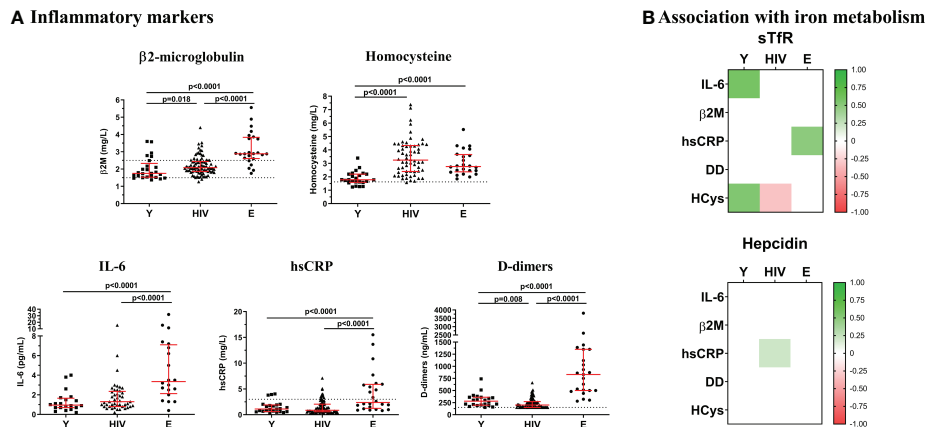 A Inflammatory markers
β2-microglobulin
p<0.0001
p=0.018 p<0.0001
β2M (mg/L)
6
5
4
3
2
1
0
Y HIV E
Homocysteine
p<0.0001
p<0.0001
Homocysteine (mg/L)
8
7
6
5
4
3
2
1
0
Y HIV E
IL-6
p<0.0001
p<0.0001
IL-6 (pg/mL)
40
30
20
10
8
6
4
2
0
Y HIV E
hsCRP
p<0.0001
p<0.0001
hsCRP (mg/L)
20
15
10
5
0
Y HIV E
D-dimers
p<0.0001
p=0.008 p<0.0001
D-dimers (mg/L)
4000
3500
3000
2500
1500
1250
1000
750
500
250
0
Y HIV E
B Association with iron metabolism
sTfR
Y HIV E
IL-6
β2M
hsCRP
DD
HCys
1.00
0.75
0.50
0.25
0
-0.25
-0.50
-0.75
-1.00
Hepcidin
Y HIV E
IL-6
β2M
hsCRP
DD
HCys
1.00
0.75
0.50
0.25
0
-0.25
-0.50
-0.75
-1.00